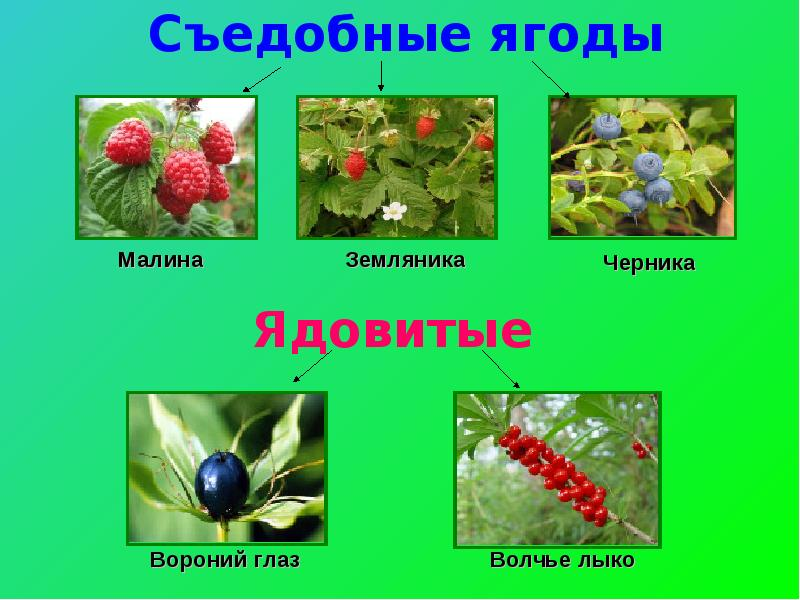 Съедобные ягоды
Малина
Земляника
Черника
Ядовитые
Вороний глаз
Волчье лыко